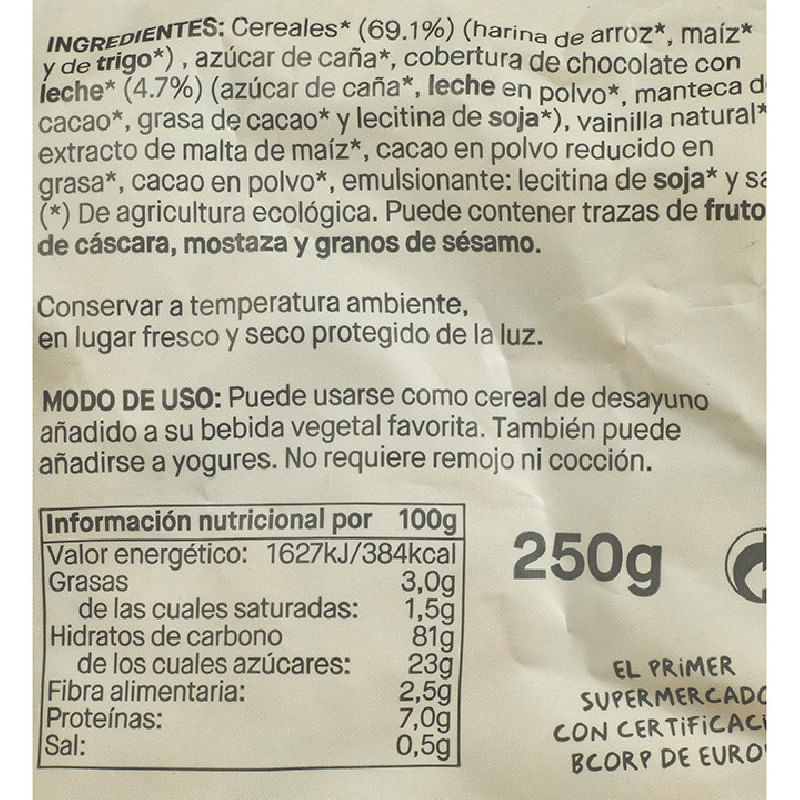 INGREDIENTES: Cereales* (69.1%) (harina de arroz*, maíz*
y de trigo*) , azúcar de caña*, cobertura de chocolate con
leche* (4.7%) (azúcar de caña*, leche en polvo*, manteca d
cacao*, grasa de cacao* y lecitina de soja*), vainilla natural*
extracto de malta de maíz*, cacao en polvo reducido en
grasa*, cacao en polvo*, emulsionante: lecitina de soja* y sa
(*) De agricultura ecológica. Puede contener trazas de fruto
de cáscara, mostaza y granos de sésamo.
Conservar a temperatura ambiente,
en lugar fresco y seco protegido de la luz.
MODO DE USO: Puede usarse como cereal de desayuno
añadido a su bebida vegetal favorita. También puede
añadirse a yogures. No requiere remojo ni cocción.
Información nutricional por 100g
Valor energético: 1627kJ/384kcal
Grasas 3,0g
de las cuales saturadas: 1,5g
Hidratos de carbono 81g
de los cuales azúcares: 23g
Fibra alimentaria: 2,5g
Proteínas: 7,0g
Sal: 0,5g
250g
EL PRIMER
SUPERMERCADO
CON CERTIFICACI
BCORP DE EURO